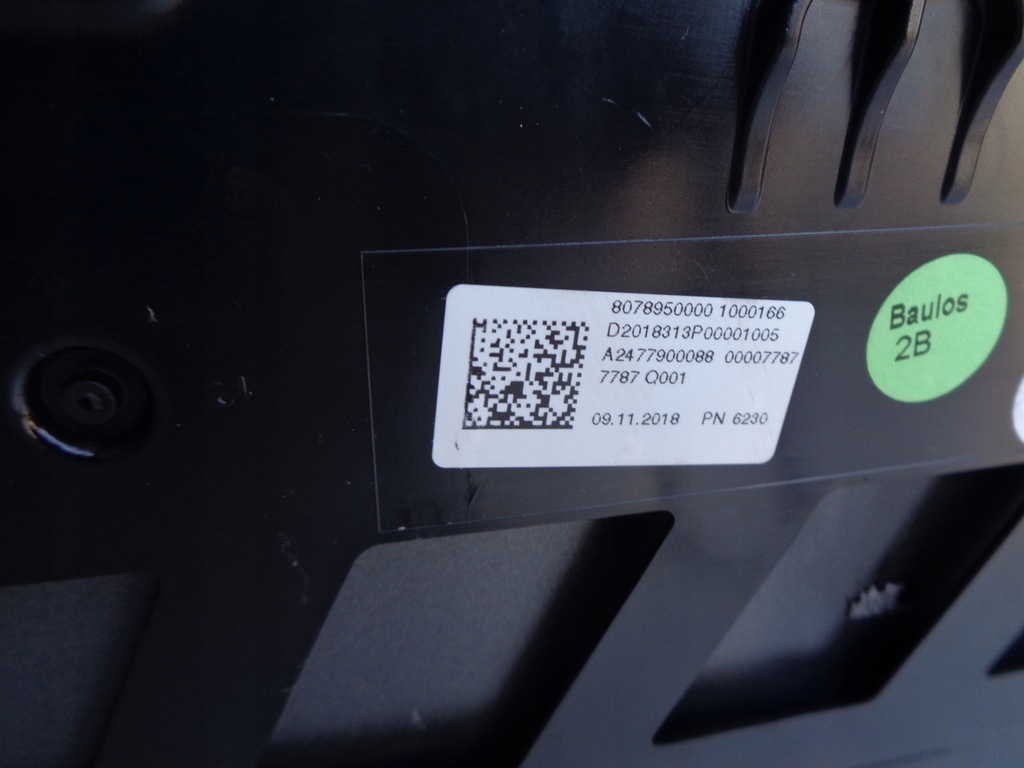 8078950000 1000166
D2018313P00001005
A2477900088 00007787
7787 Q001
09.11.2018 PN 6230
Baulos
2B